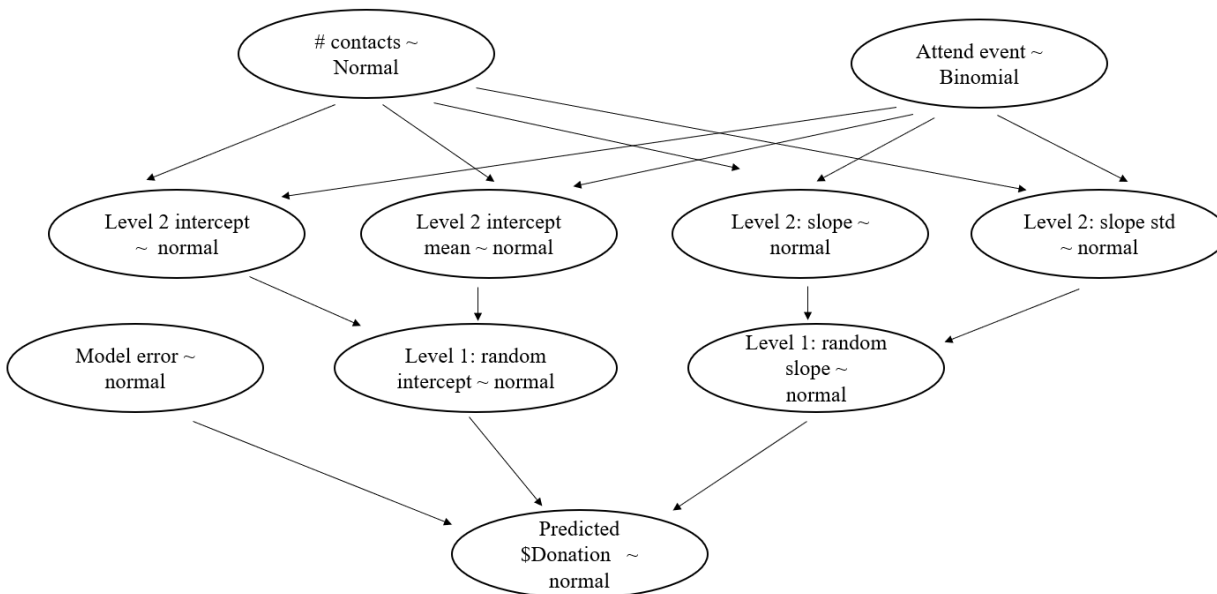 # contacts ~
Normal
Attend event ~
Binomial
Level 2 intercept
~ normal
Level 2 intercept
mean ~ normal
Level 2: slope ~
normal
Level 2: slope std
~ normal
Model error ~
normal
Level 1: random
intercept ~ normal
Level 1: random
slope ~
normal
Predicted
$Donation ~
normal